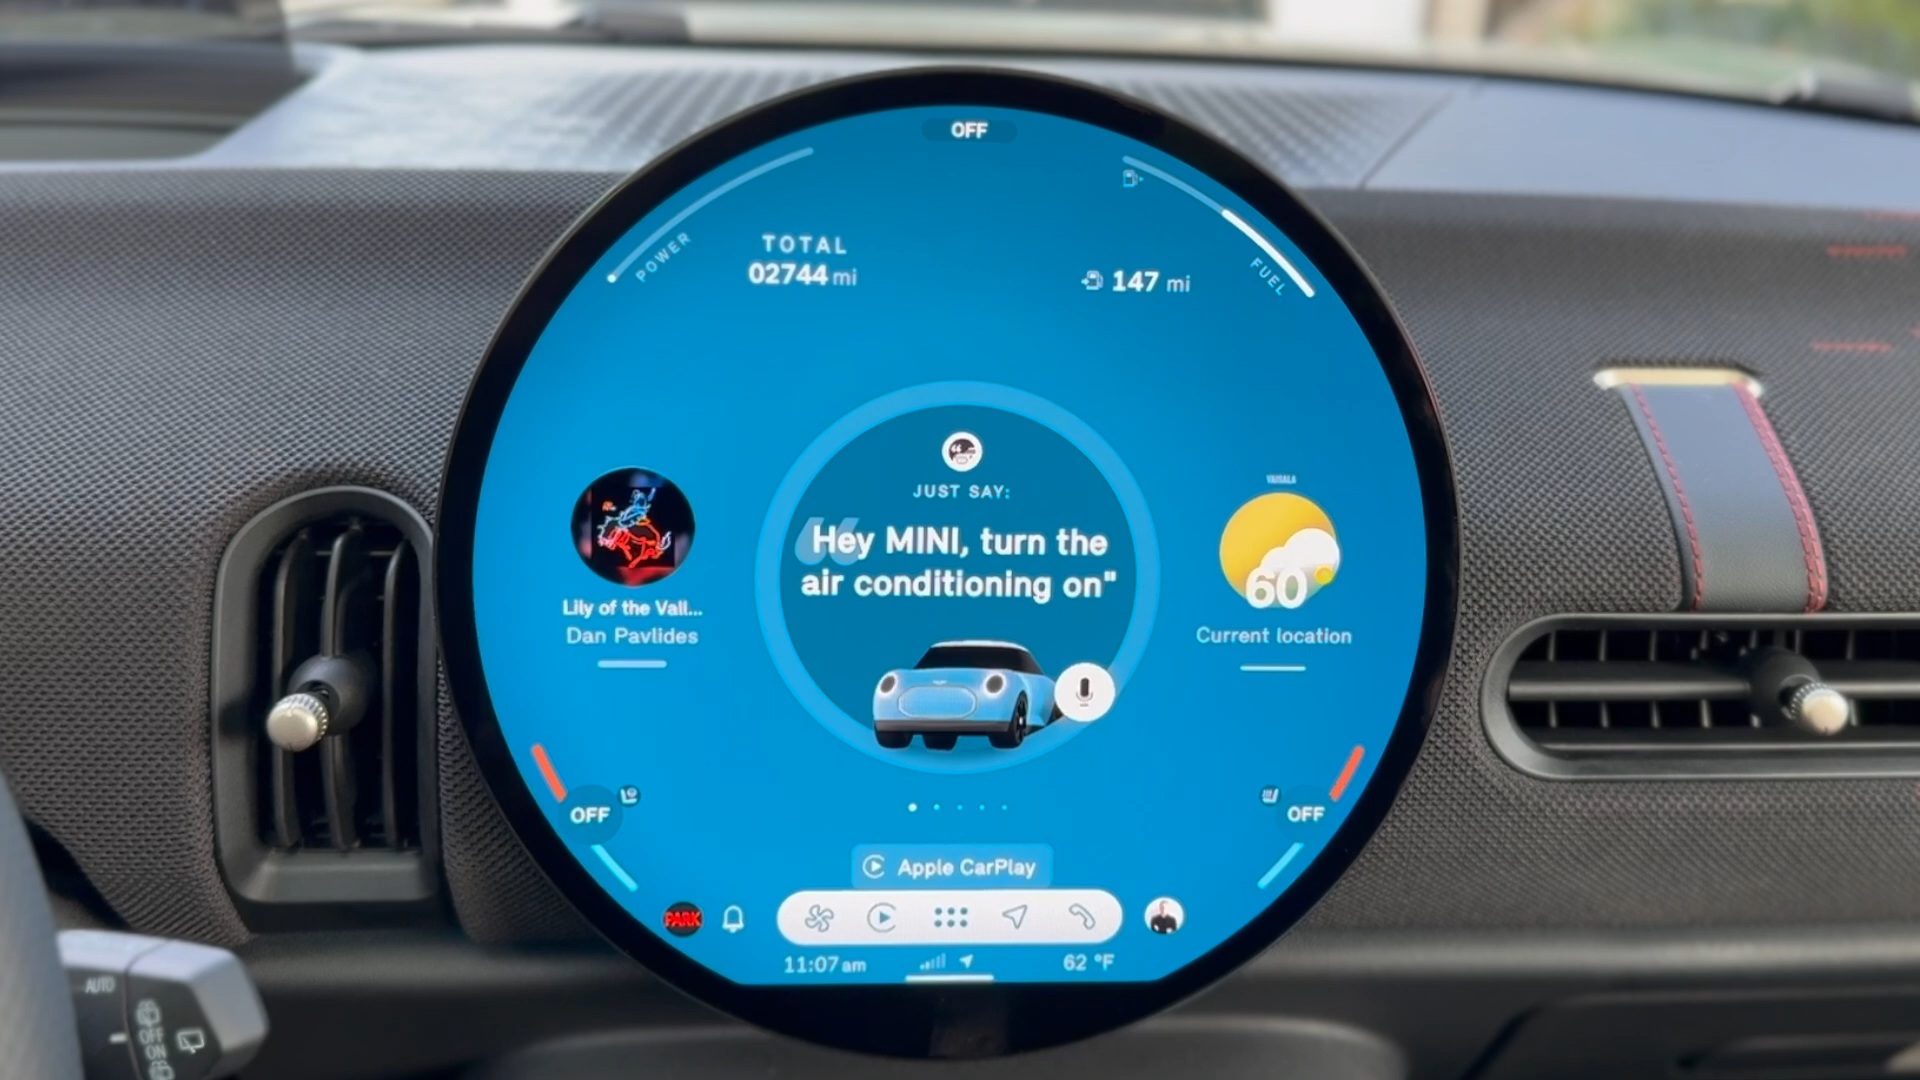 OFF
POWER
TOTAL
02744 mi
147 mi
FUEL
JUST SAY:
“Hey MINI, turn the
air conditioning on"
Lily of the Vall...
Dan Pavlides
VAISALA
60
Current location
OFF
OFF
Apple CarPlay
PARK
11:07 am
62 °F
AUTO
OFF
ON